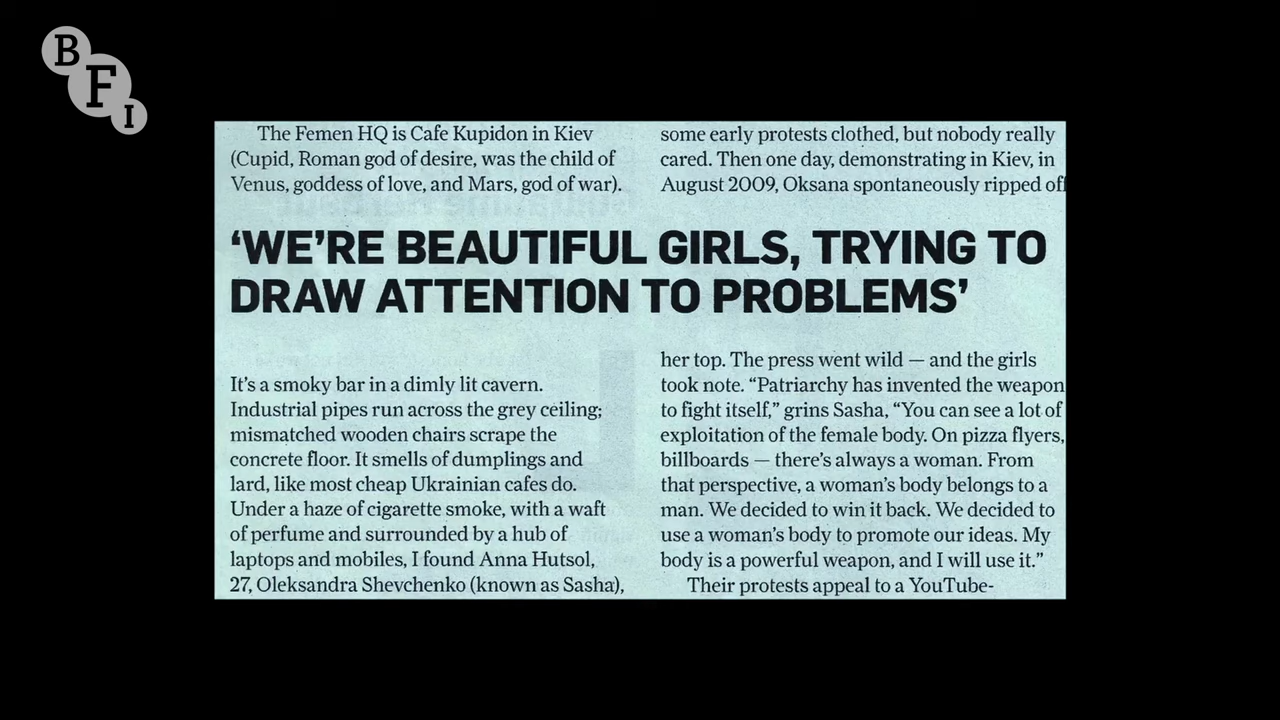 BFI
The Femen HQ is Cafe Kupidon in Kiev
(Cupid, Roman god of desire, was the child of
Venus, goddess of love, and Mars, god of war).
some early protests clothed, but nobody really
cared. Then one day, demonstrating in Kiev, in
August 2009, Oksana spontaneously ripped off
‘WE’RE BEAUTIFUL GIRLS, TRYING TO
DRAW ATTENTION TO PROBLEMS’
It’s a smoky bar in a dimly lit cavern.
Industrial pipes run across the grey ceiling;
mismatched wooden chairs scrape the
concrete floor. It smells of dumplings and
lard, like most cheap Ukrainian cafes do.
Under a haze of cigarette smoke, with a waft
of perfume and surrounded by a hub of
laptops and mobiles, I found Anna Hutsol,
27, Oleksandra Shevchenko (known as Sasha),
her top. The press went wild — and the girls
took note. “Patriarchy has invented the weapon
to fight itself,” grins Sasha, “You can see a lot of
exploitation of the female body. On pizza flyers,
billboards — there’s always a woman. From
that perspective, a woman’s body belongs to a
man. We decided to win it back. We decided to
use a woman’s body to promote our ideas. My
body is a powerful weapon, and I will use it.”
Their protests appeal to a YouTube-